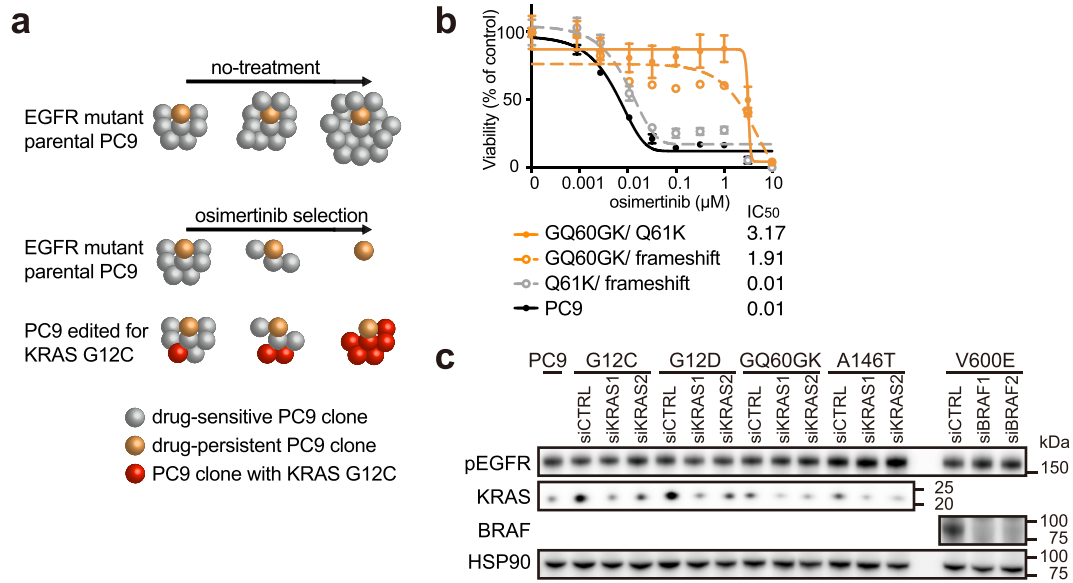 a
no-treatment
EGFR mutant
parental PC9
osimertinib selection
EGFR mutant
parental PC9
PC9 edited for
KRAS G12C
drug-sensitive PC9 clone
drug-persistent PC9 clone
PC9 clone with KRAS G12C
b
Viability (% of control)
100
50
0
0 0.001 0.01 0.1 1 10
osimertinib (μM)
IC50
GQ60GK/ Q61K 3.17
GQ60GK/ frameshift 1.91
Q61K/ frameshift 0.01
PC9 0.01
c
PC9 G12C G12D GQ60GK A146T V600E
siCTRL siKRAS1 siKRAS2 siCTRL siKRAS1 siKRAS2 siCTRL siKRAS1 siKRAS2 siCTRL siKRAS1 siKRAS2 siCTRL siBRAF1 siBRAF2
kDa
pEGFR 150
KRAS 25
20
BRAF 100
75
HSP90 100
75